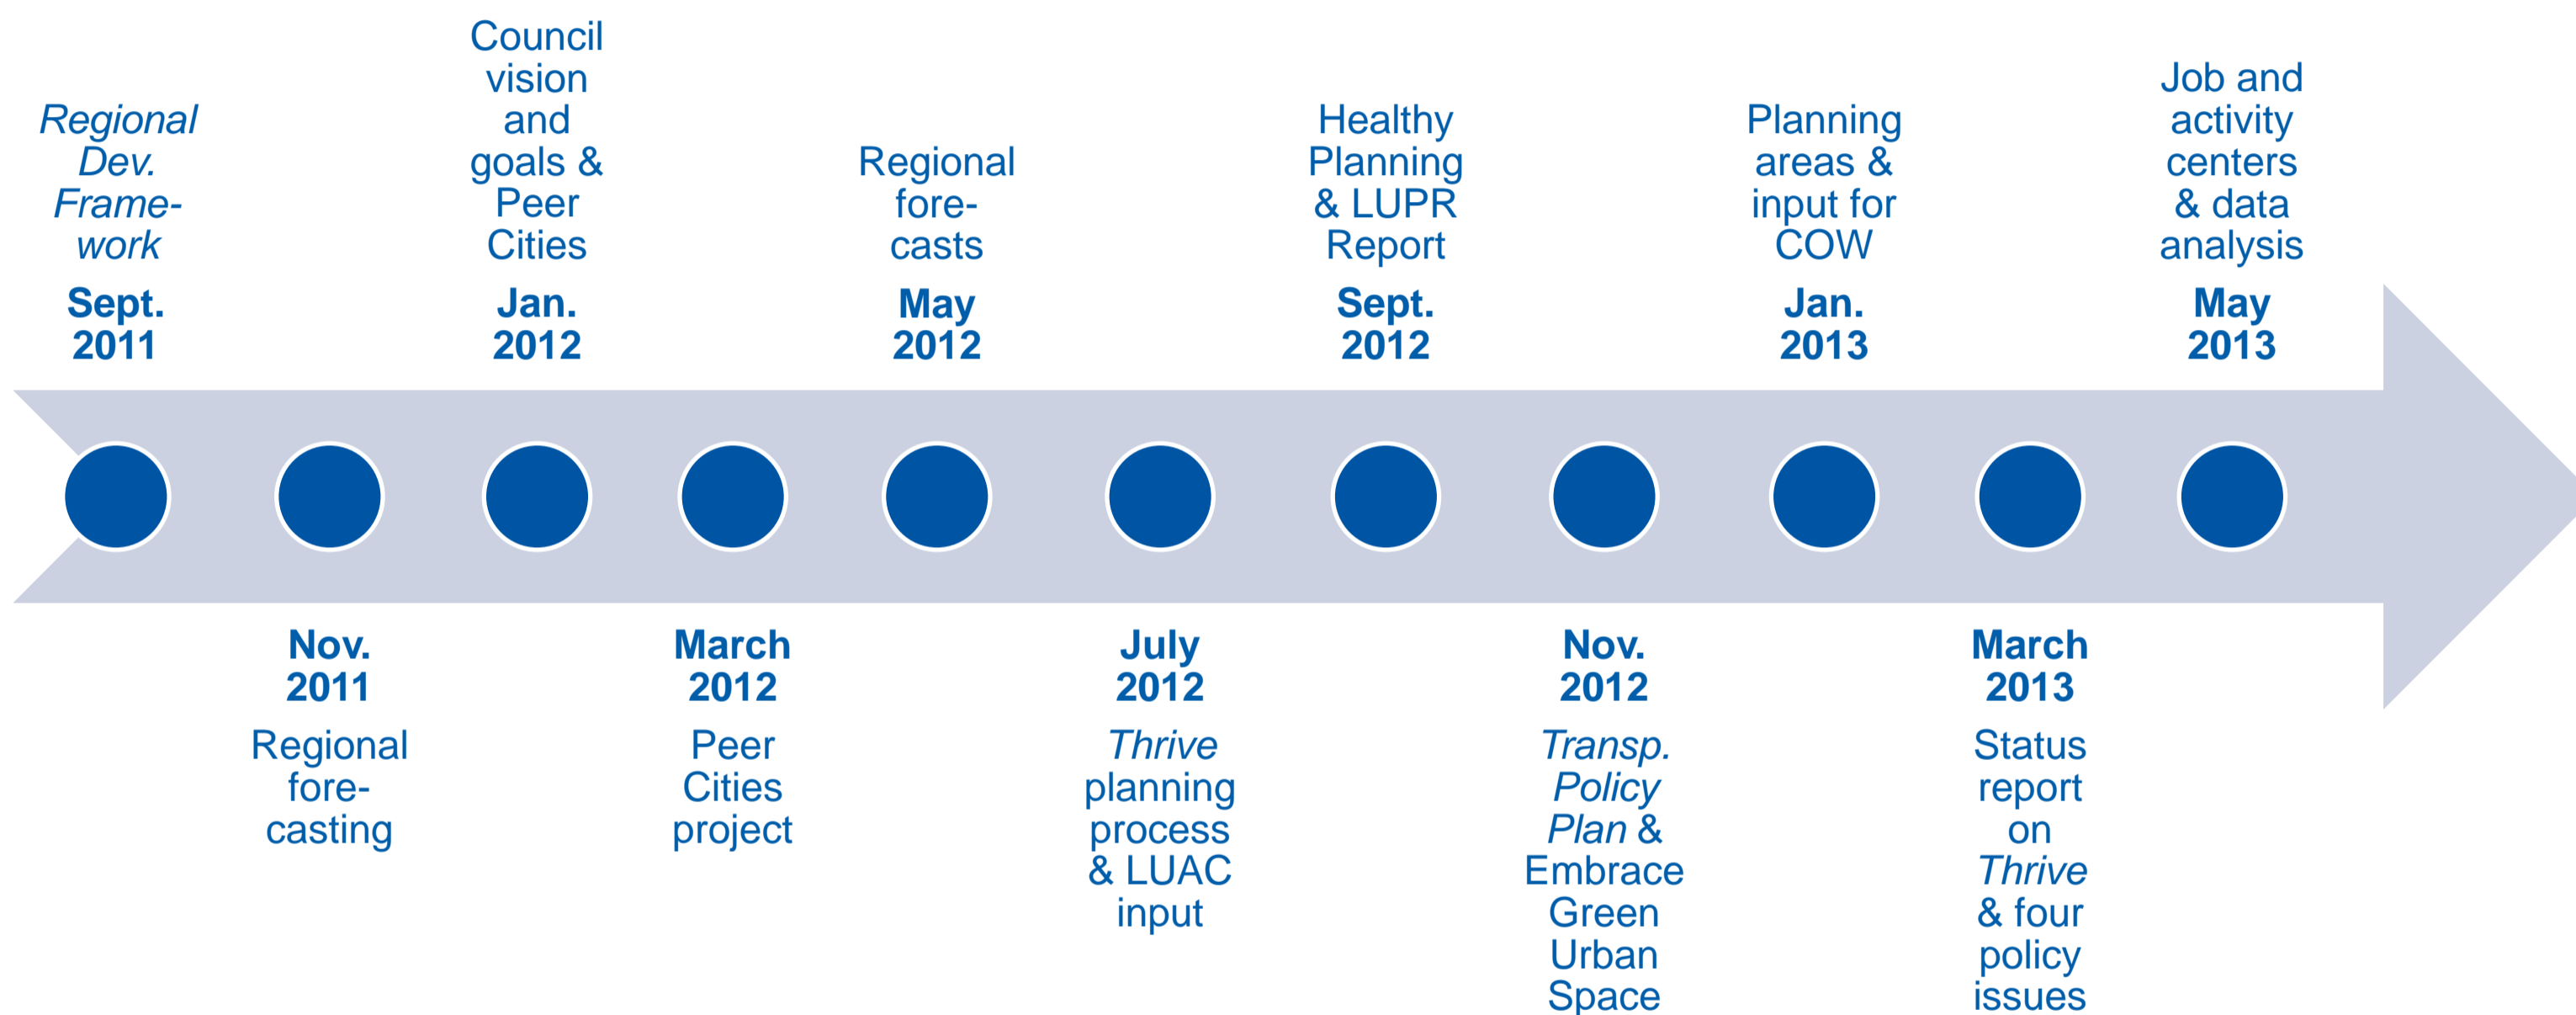 Regional
Dev.
Frame-
work
Sept.
2011
Nov.
2011
Regional
fore-
casting
Council
vision
and
goals &
Peer
Cities
Jan.
2012
March
2012
Peer
Cities
project
Regional
fore-
casts
May
2012
July
2012
Thrive
planning
process
& LUAC
input
Healthy
Planning
& LUPR
Report
Sept.
2012
Nov.
2012
Transp.
Policy
Plan &
Embrace
Green
Urban
Space
Planning
areas &
input for
COW
Jan.
2013
March
2013
Status
report
on
Thrive
& four
policy
issues
Job and
activity
centers
& data
analysis
May
2013